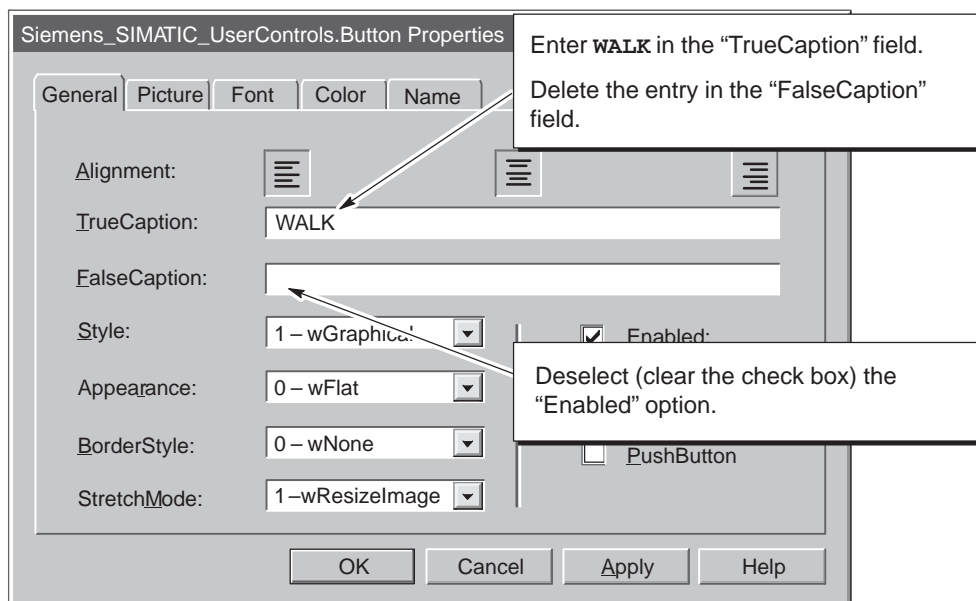 Siemens_SIMATIC_UserControls.Button Properties
Enter WALK in the “TrueCaption” field.
Delete the entry in the “FalseCaption”
field.
General Picture Font Color Name
Alignment:
TrueCaption: WALK
FalseCaption:
Style: 1 – wGraphical Enabled:
Deselect (clear the check box) the
“Enabled” option.
Appearance: 0 – wFlat
BorderStyle: 0 – wNone PushButton
StretchMode: 1–wResizeImage
OK Cancel Apply Help